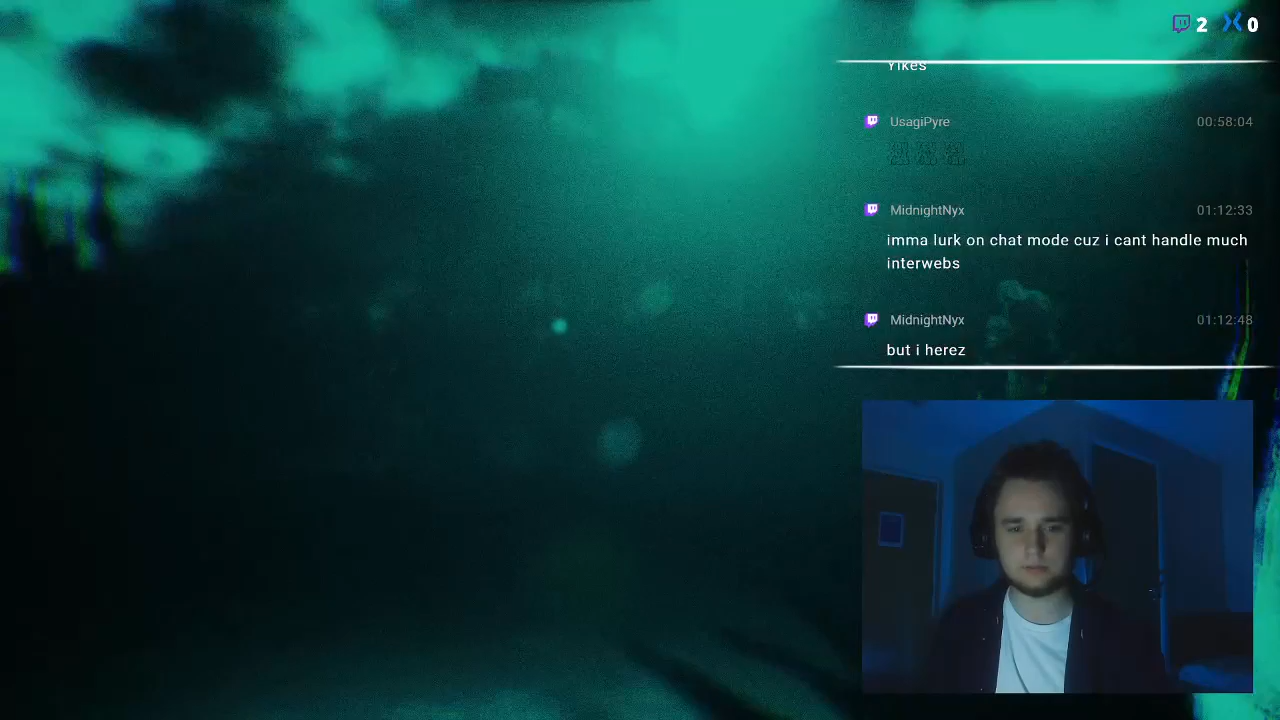 2 0
Yikes
UsagiPyre 00:58:04
MidnightNyx 01:12:33
imma lurk on chat mode cuz i cant handle much
interwebs
MidnightNyx 01:12:48
but i herez